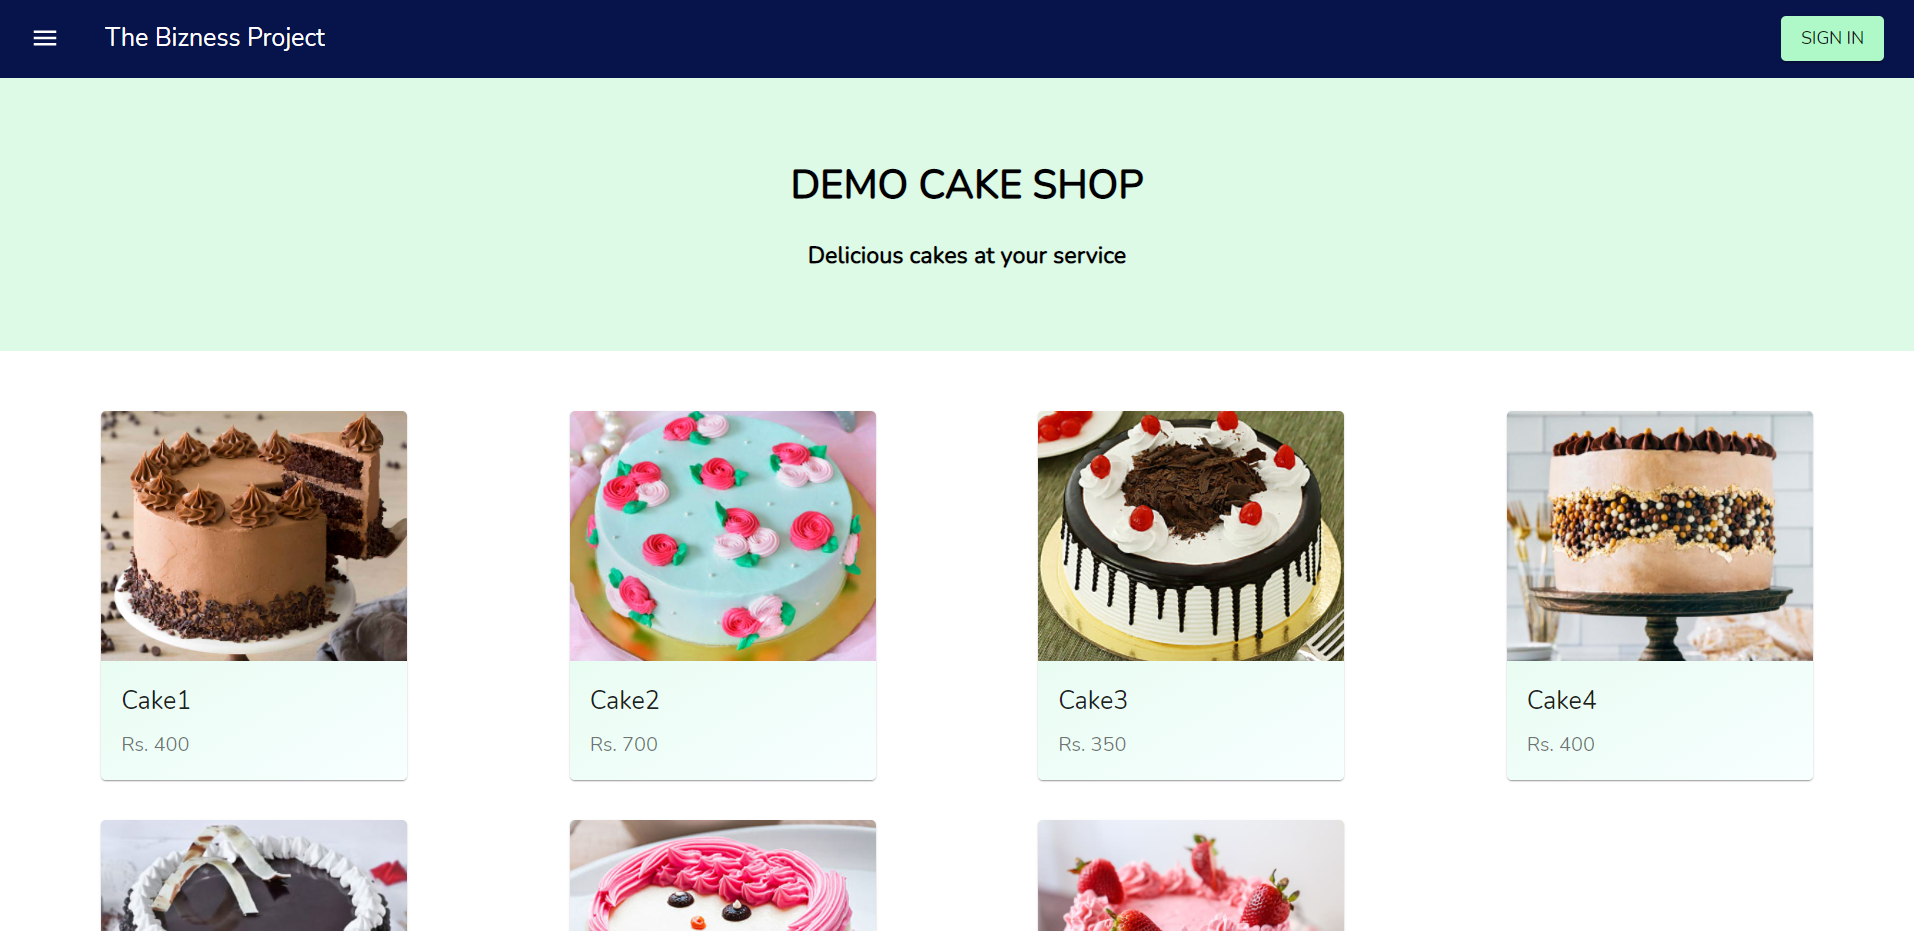 The Bizness Project
SIGN IN
DEMO CAKE SHOP
Delicious cakes at your service
Cake1
Rs. 400
Cake2
Rs. 700
Cake3
Rs. 350
Cake4
Rs. 400